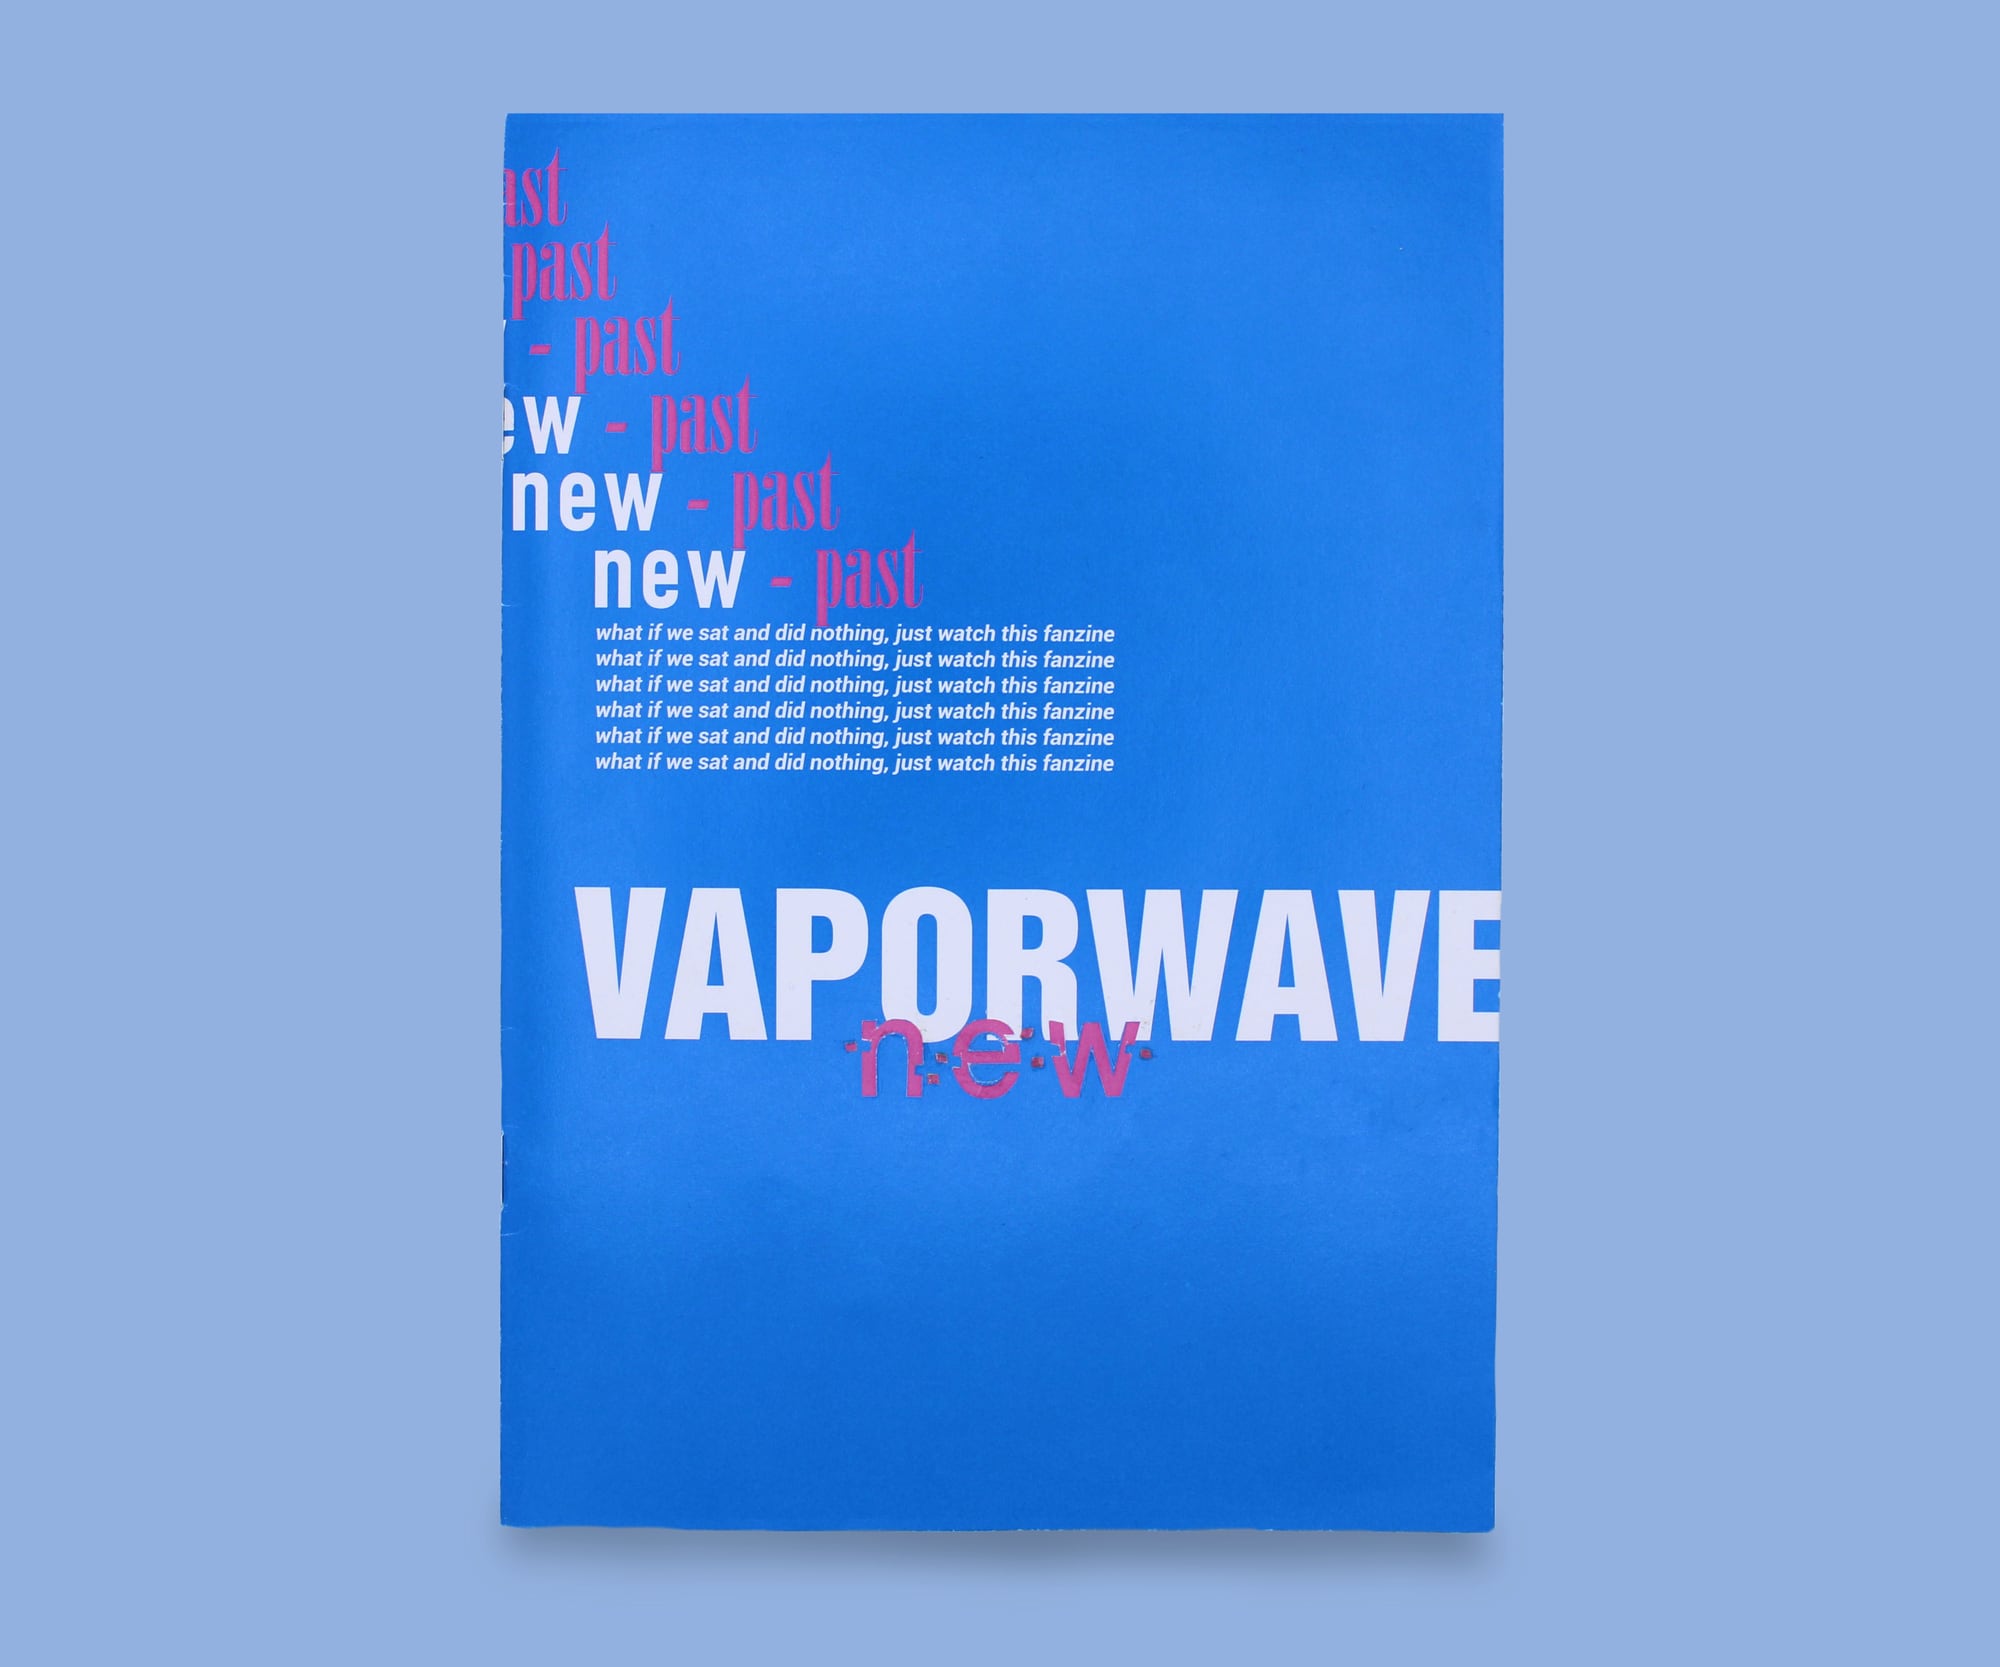 ast
past
- past
ew - past
new - past
new - past
what if we sat and did nothing, just watch this fanzine
what if we sat and did nothing, just watch this fanzine
what if we sat and did nothing, just watch this fanzine
what if we sat and did nothing, just watch this fanzine
what if we sat and did nothing, just watch this fanzine
what if we sat and did nothing, just watch this fanzine
VAPORWAVE
new